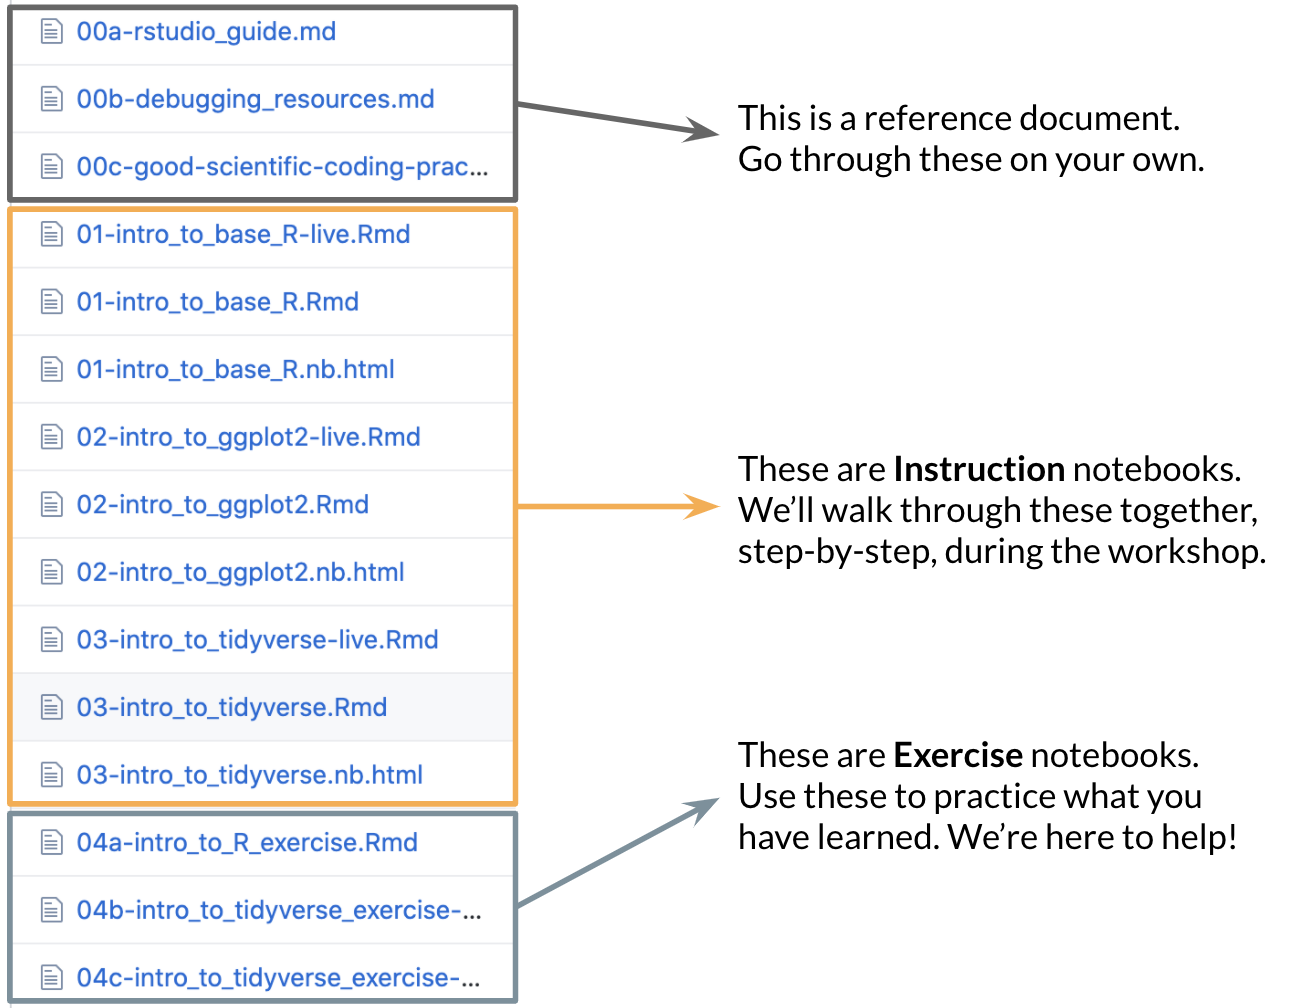 00a-rstudio_guide.md
00b-debugging_resources.md
00c-good-scientific-coding-prac...
This is a reference document.
Go through these on your own.
01-intro_to_base_R-live.Rmd
01-intro_to_base_R.Rmd
01-intro_to_base_R.nb.html
02-intro_to_ggplot2-live.Rmd
02-intro_to_ggplot2.Rmd
02-intro_to_ggplot2.nb.html
03-intro_to_tidyverse-live.Rmd
03-intro_to_tidyverse.Rmd
03-intro_to_tidyverse.nb.html
These are Instruction notebooks.
We’ll walk through these together,
step-by-step, during the workshop.
04a-intro_to_R_exercise.Rmd
04b-intro_to_tidyverse_exercise-...
04c-intro_to_tidyverse_exercise-...
These are Exercise notebooks.
Use these to practice what you
have learned. We’re here to help!